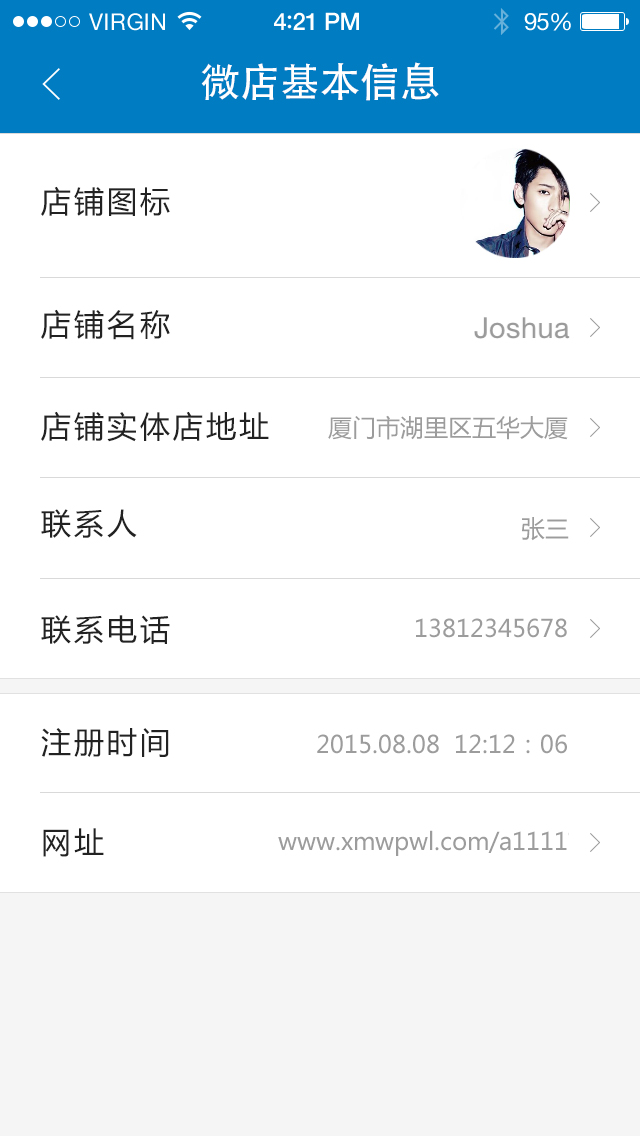 VIRGIN 4:21 PM 95%
微店基本信息
店铺图标
店铺名称 Joshua
店铺实体店地址 厦门市湖里区五华大厦
联系人 张三
联系电话 13812345678
注册时间 2015.08.08 12:12：06
网址 www.xmwpwl.com/a1111